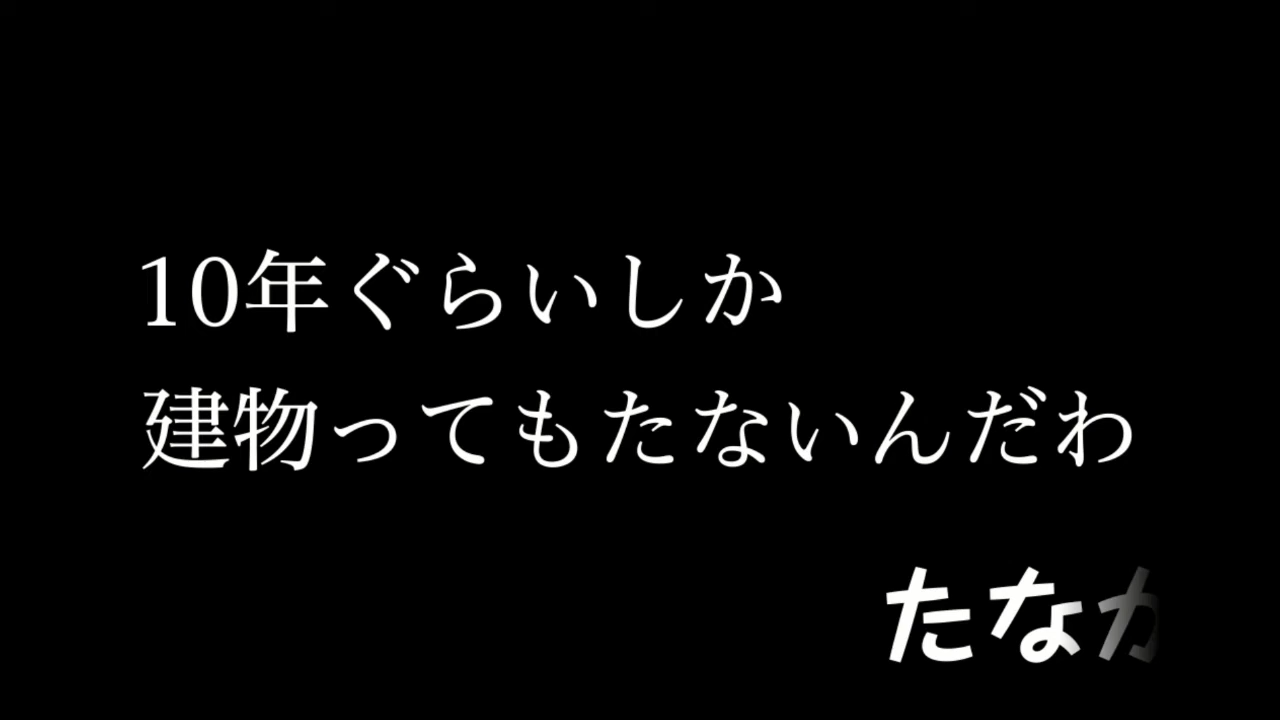 10年ぐらいしか
建物ってもたないんだわ
たなか